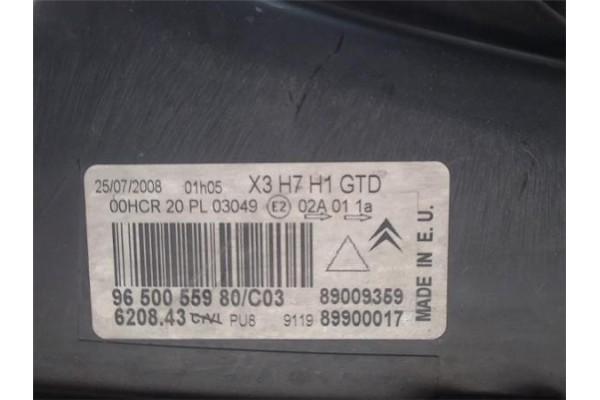 25/07/2008 01h05 X3 H7 H1 GTD
00HCR 20 PL 03049 E2 02A 01 1a
96 500 559 80/C03 89009359
6208.43 PU8 9119 89900017
MADE IN E.U.